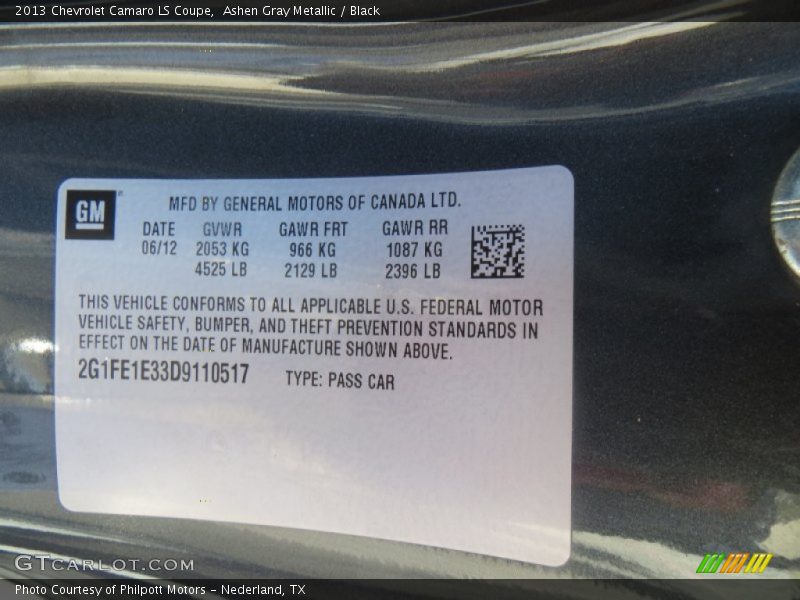 2013 Chevrolet Camaro LS Coupe,  Ashen Gray Metallic / Black
GM
MFD BY GENERAL MOTORS OF CANADA LTD.
DATE GVWR GAWR FRT GAWR RR
06/12 2053 KG 966 KG 1087 KG
4525 LB 2129 LB 2396 LB
THIS VEHICLE CONFORMS TO ALL APPLICABLE U.S. FEDERAL MOTOR
VEHICLE SAFETY, BUMPER, AND THEFT PREVENTION STANDARDS IN
EFFECT ON THE DATE OF MANUFACTURE SHOWN ABOVE.
2G1FE1E33D9110517 TYPE: PASS CAR
GTCARLOT.COM
Photo Courtesy of Philpott Motors - Nederland, TX